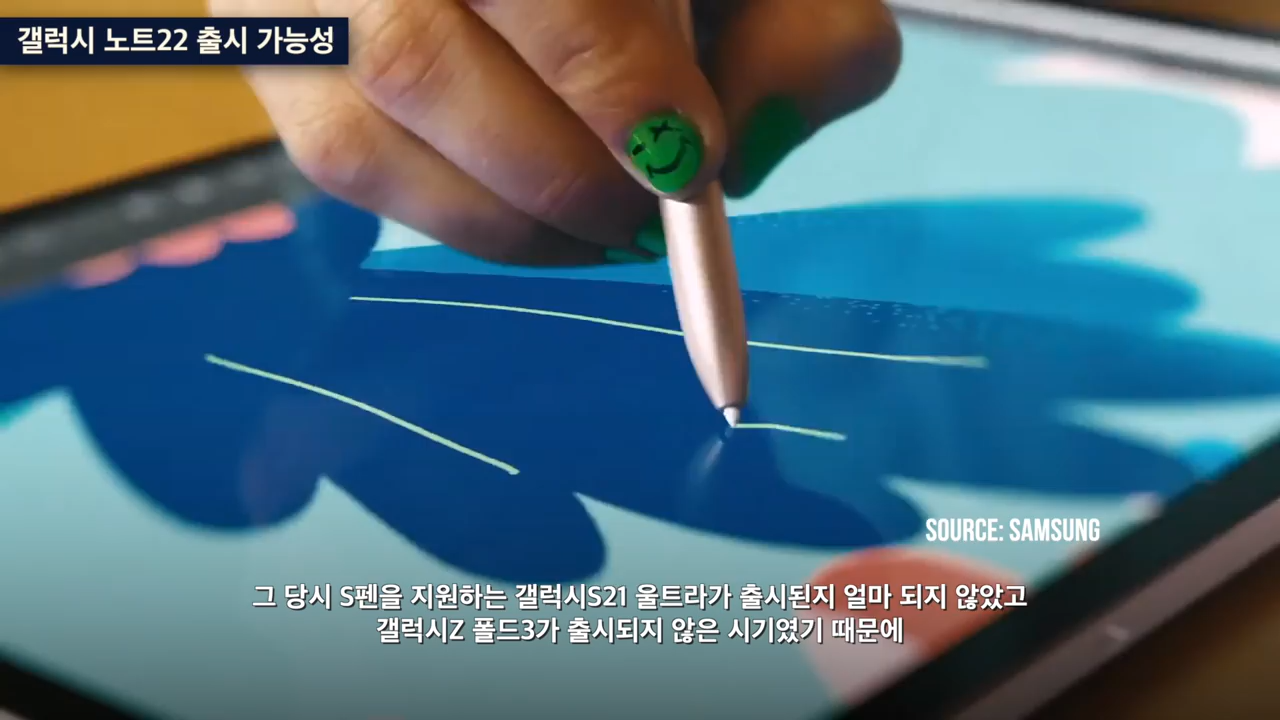 갤럭시 노트22 출시 가능성
SOURCE: SAMSUNG
그 당시 S펜을 지원하는 갤럭시S21 울트라가 출시된지 얼마 되지 않았고
갤럭시Z 폴드3가 출시되지 않은 시기였기 때문에